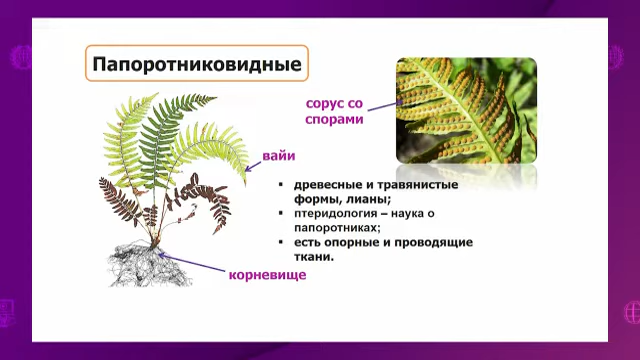 Папоротниковидные
сорус со
спорами
вайи
▪ древесные и травянистые
формы, лианы;
▪ птеридология – наука о
папоротниках;
▪ есть опорные и проводящие
ткани.
корневище